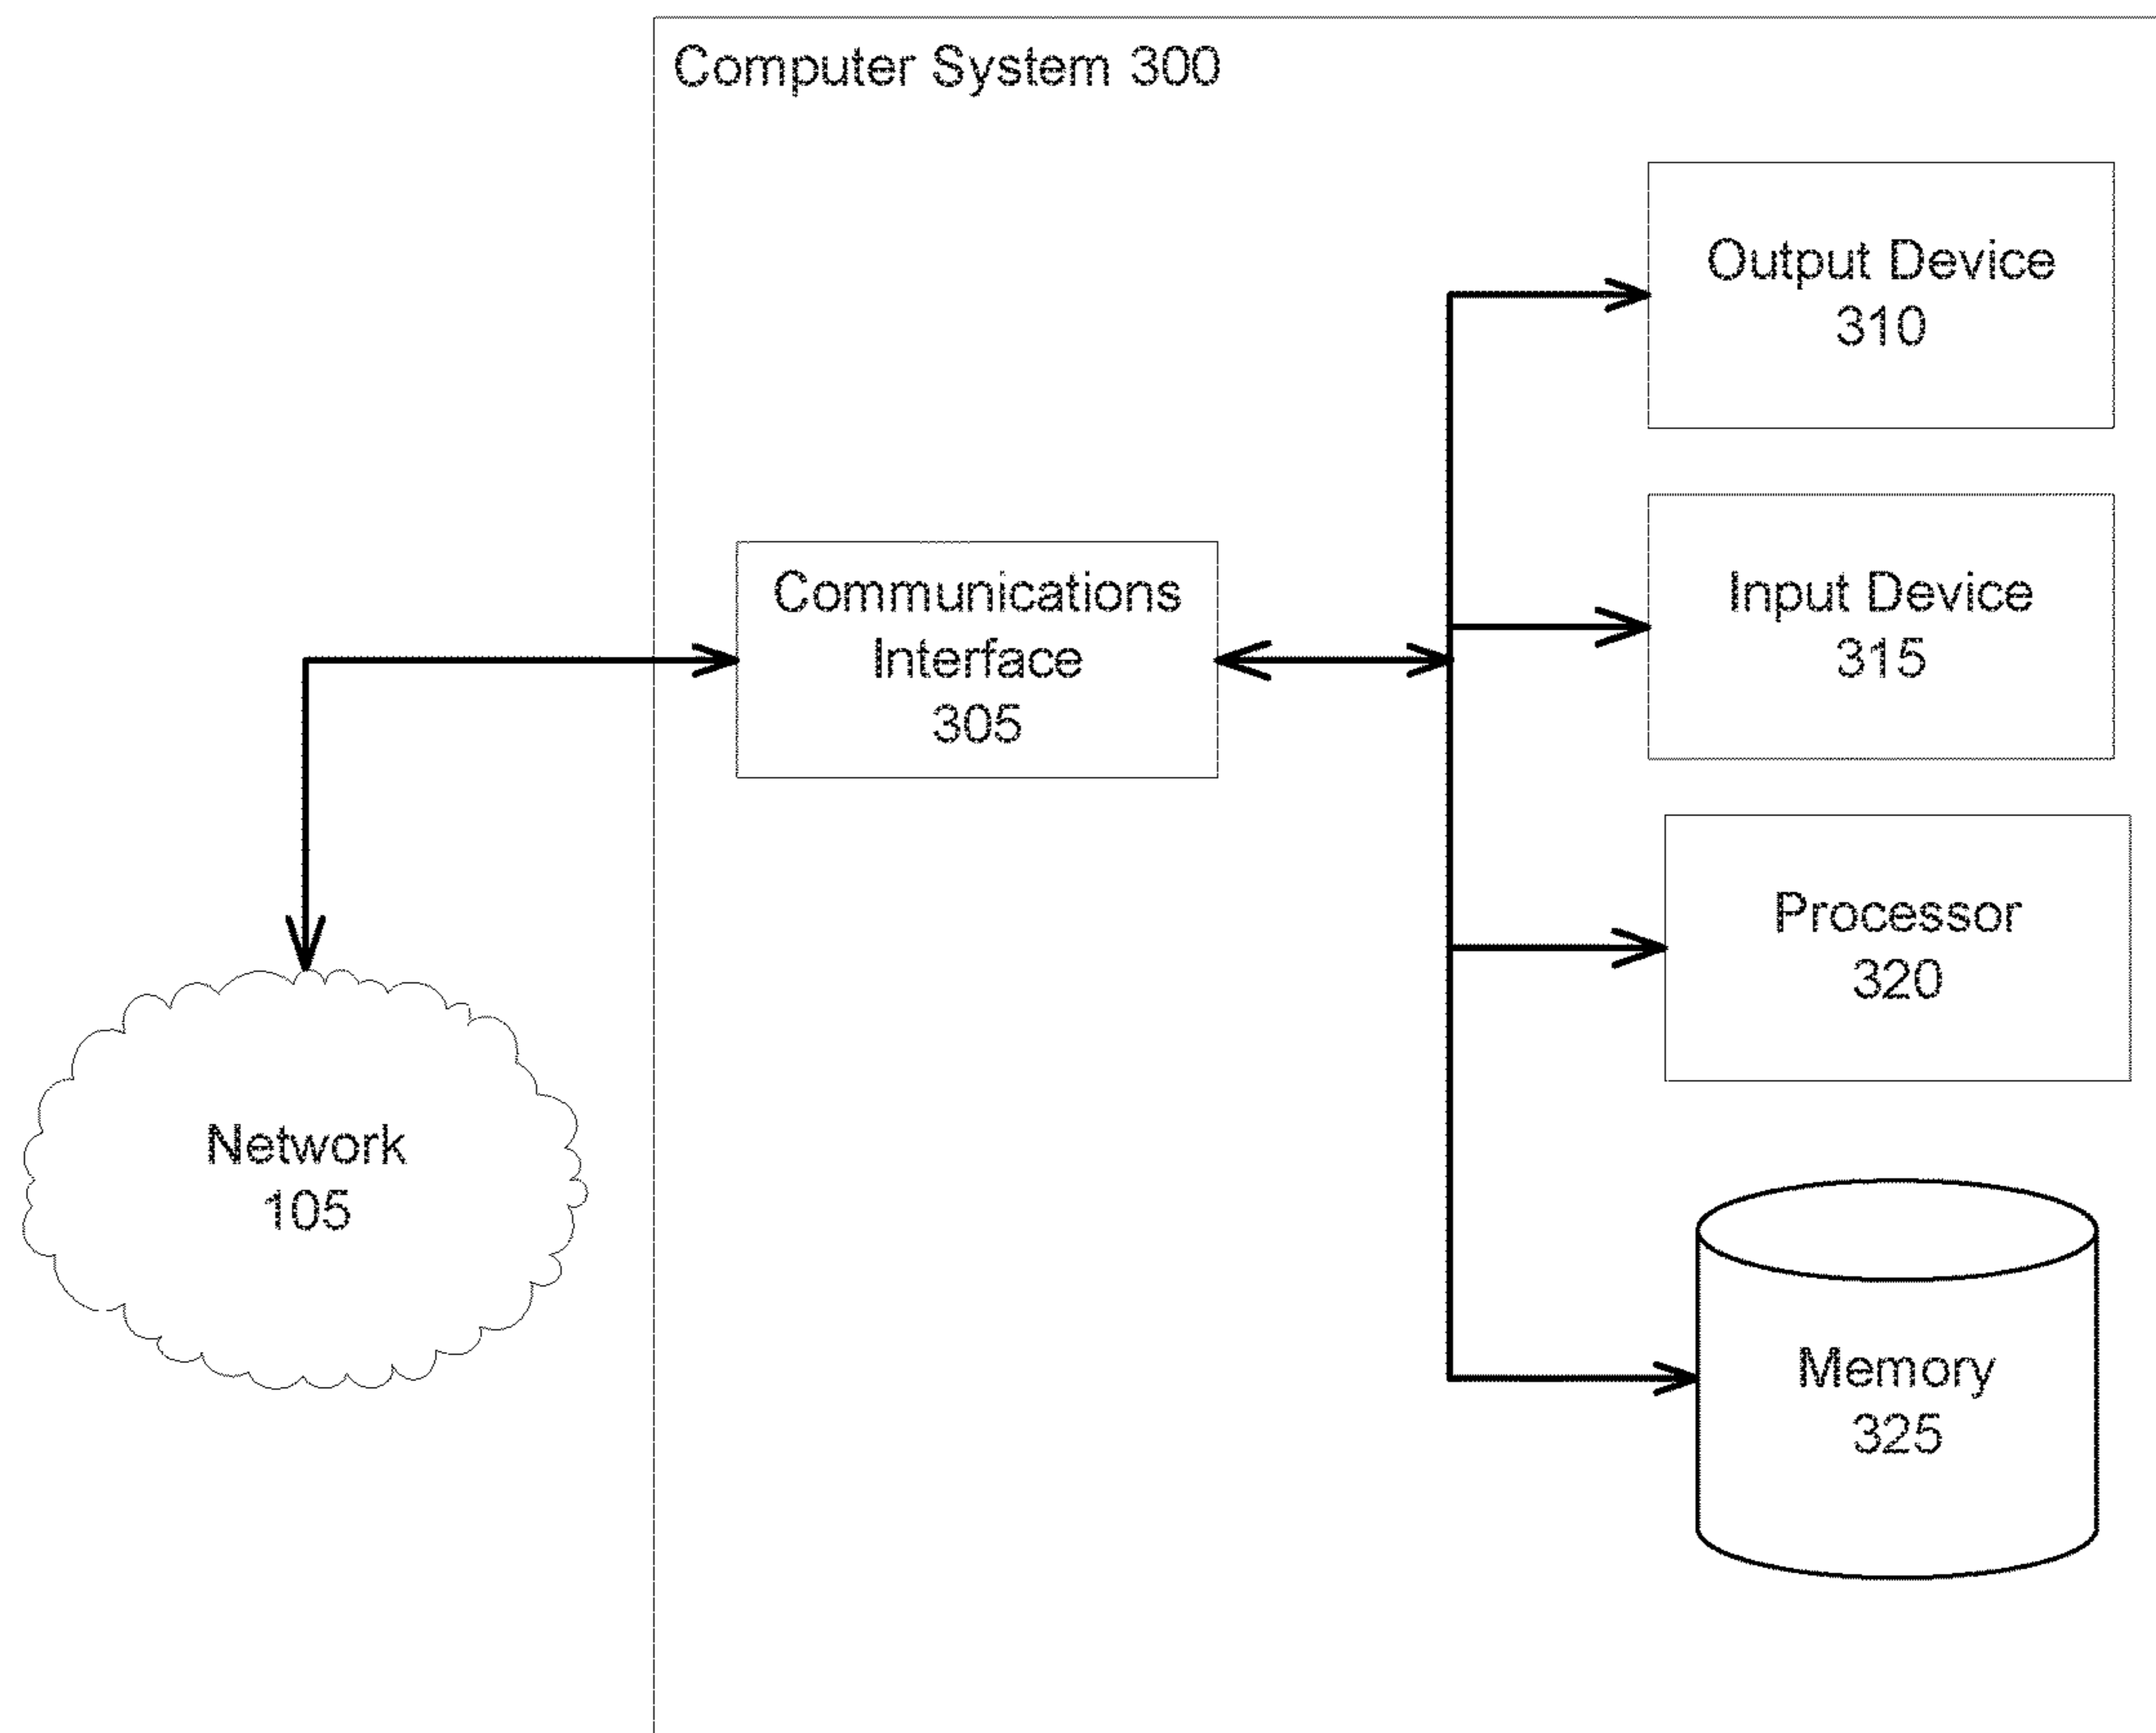 Computer System 300
Output Device
310
Communications
Interface
305
Input Device
315
Processor
320
Network
105
Memory
325